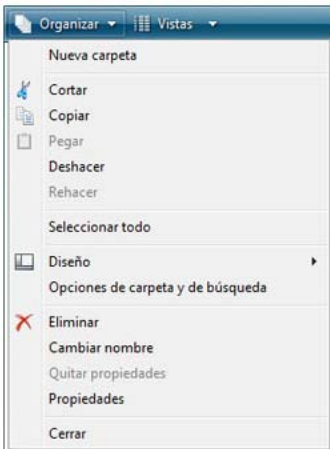 Organizar Vistas
Nueva carpeta
Cortar
Copiar
Pegar
Deshacer
Rehacer
Seleccionar todo
Diseño
Opciones de carpeta y de búsqueda
Eliminar
Cambiar nombre
Quitar propiedades
Propiedades
Cerrar